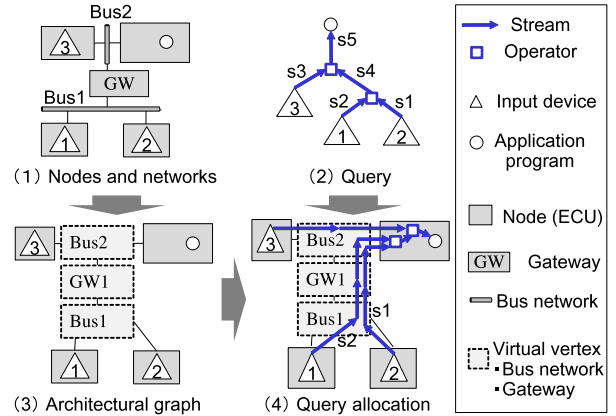 Bus2
3
GW
Bus1
1
2
(1) Nodes and networks
s5
s3
s4
3
s2
s1
1
2
(2) Query
Bus2
3
GW1
Bus1
1
2
(3) Architectural graph
3
Bus2
GW1
Bus1
s1
s2
1
2
(4) Query allocation
Stream
Operator
Input device
Application
program
Node (ECU)
GW
Gateway
Bus network
Virtual vertex
・Bus network
・Gateway